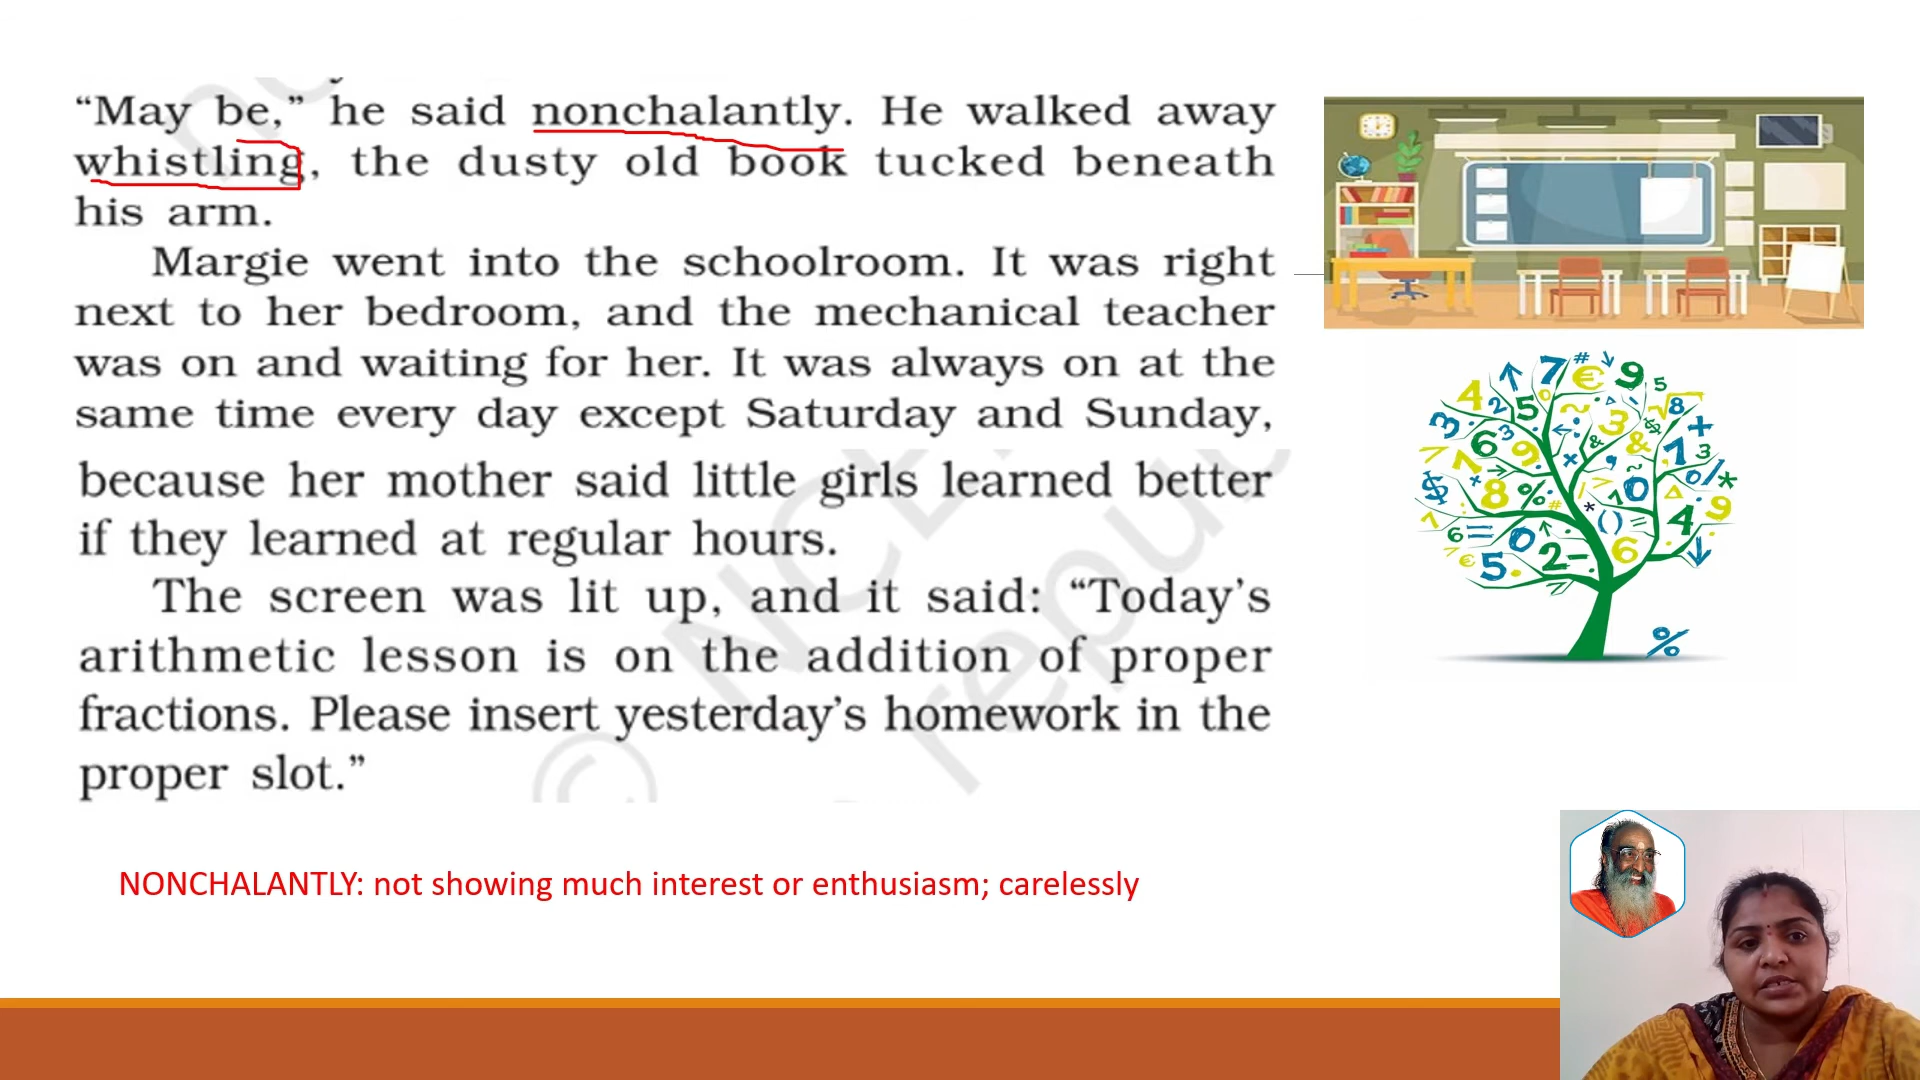 “May be,” he said nonchalantly. He walked away
whistling, the dusty old book tucked beneath
his arm.
Margie went into the schoolroom. It was right
next to her bedroom, and the mechanical teacher
was on and waiting for her. It was always on at the
same time every day except Saturday and Sunday,
because her mother said little girls learned better
if they learned at regular hours.
The screen was lit up, and it said: “Today’s
arithmetic lesson is on the addition of proper
fractions. Please insert yesterday’s homework in the
proper slot.”
NONCHALANTLY: not showing much interest or enthusiasm; carelessly